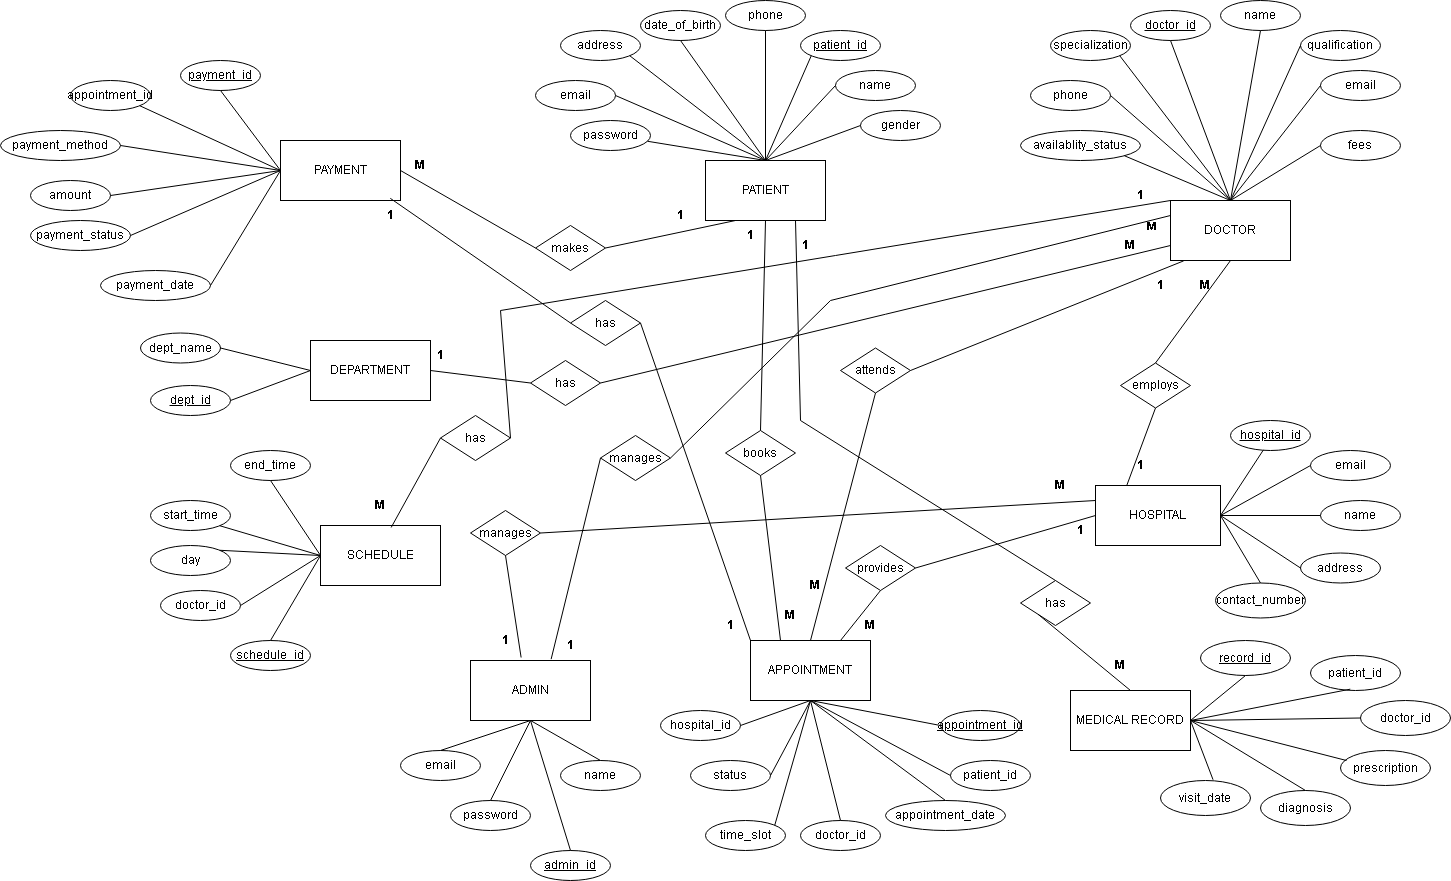 phone
name
doctor_id
date_of_birth
address
patient_id
specialization
qualification
payment_id
name
email
appointment_id
email
phone
gender
password
payment_method
availablity_status
fees
M
PAYMENT
PATIENT
1
amount
1
1
M
DOCTOR
payment_status
1
1
M
makes
payment_date
1
M
has
dept_name
1
DEPARTMENT
attends
has
employs
dept_id
has
hospital_id
books
manages
end_time
1
email
M
M
start_time
HOSPITAL
name
manages
1
day
SCHEDULE
provides
address
M
doctor_id
has
contact_number
M
1
M
1
1
schedule_id
record_id
M
APPOINTMENT
patient_id
ADMIN
MEDICAL RECORD
doctor_id
hospital_id
appointment_id
email
name
status
patient_id
prescription
visit_date
diagnosis
password
appointment_date
time_slot
doctor_id
admin_id